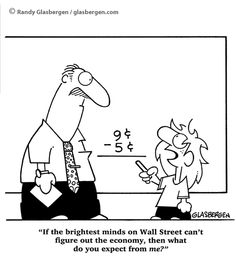 © Randy Glasbergen / glasbergen.com
9¢
-5¢
GLASBERGEN
"If the brightest minds on Wall Street can't
figure out the economy, then what
do you expect from me?"